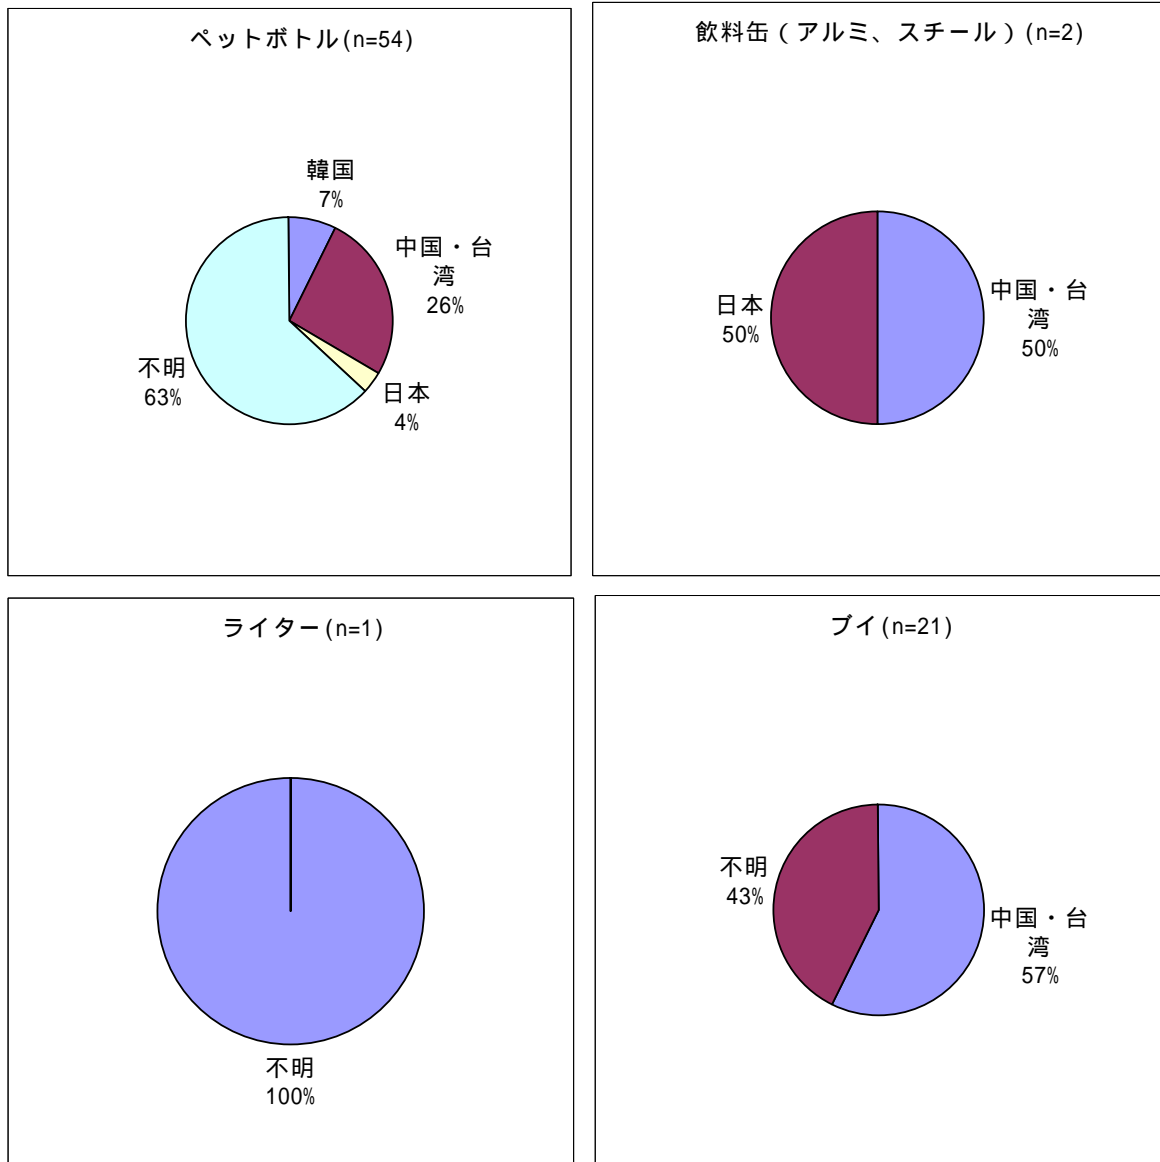 ペットボトル(n=54)
韓国
7%
中国・台
湾
26%
日本
4%
不明
63%
飲料缶(アルミ、スチール)(n=2)
中国・台
湾
50%
日本
50%
ライター(n=1)
不明
100%
ブイ(n=21)
中国・台
湾
57%
不明
43%